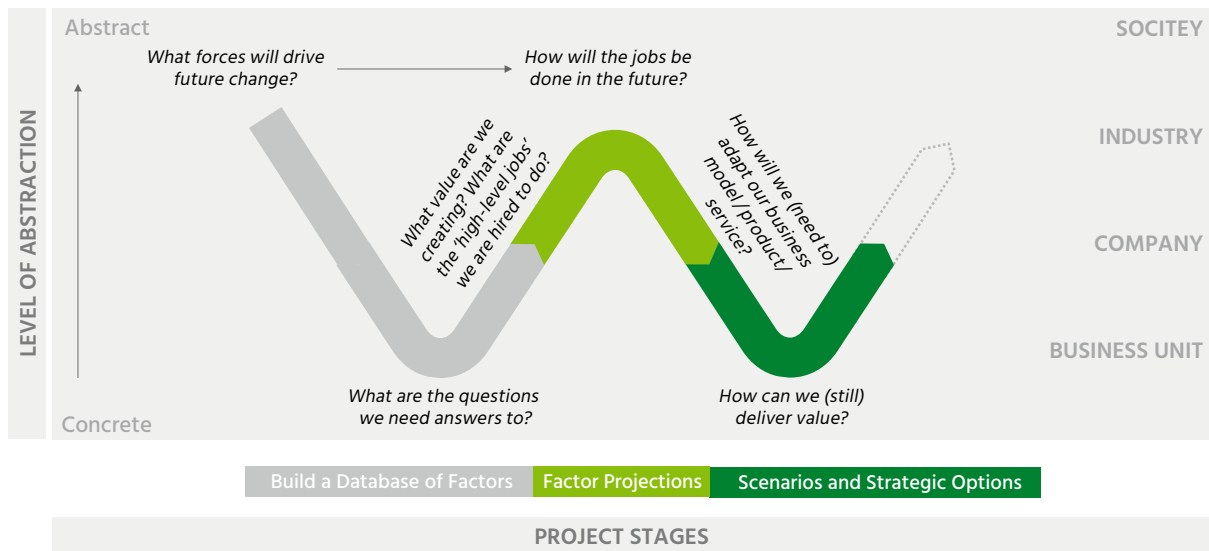 Abstract
SOCITEY
What forces will drive
future change?
How will the jobs be
done in the future?
LEVEL OF ABSTRACTION
INDUSTRY
What value are we
creating? What are
the ‘high-level jobs’
we are hired to do?
How will we (need to)
adapt our business
model/product/
service?
COMPANY
BUSINESS UNIT
What are the questions
we need answers to?
How can we (still)
deliver value?
Concrete
Build a Database of Factors
Factor Projections
Scenarios and Strategic Options
PROJECT STAGES